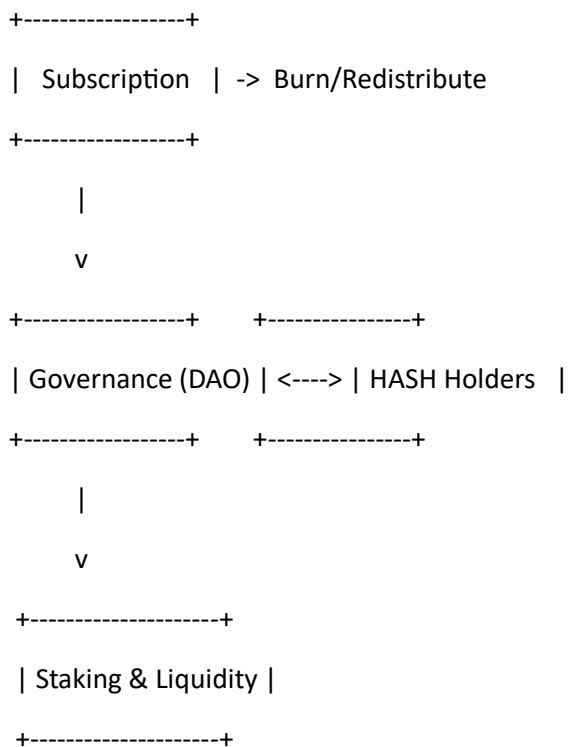 +------------------+
|   Subscription   | ->  Burn/Redistribute
+------------------+
|
v
+------------------+      +----------------+
| Governance (DAO) | <----> | HASH Holders   |
+------------------+      +----------------+
|
v
+---------------------+
| Staking & Liquidity |
+---------------------+